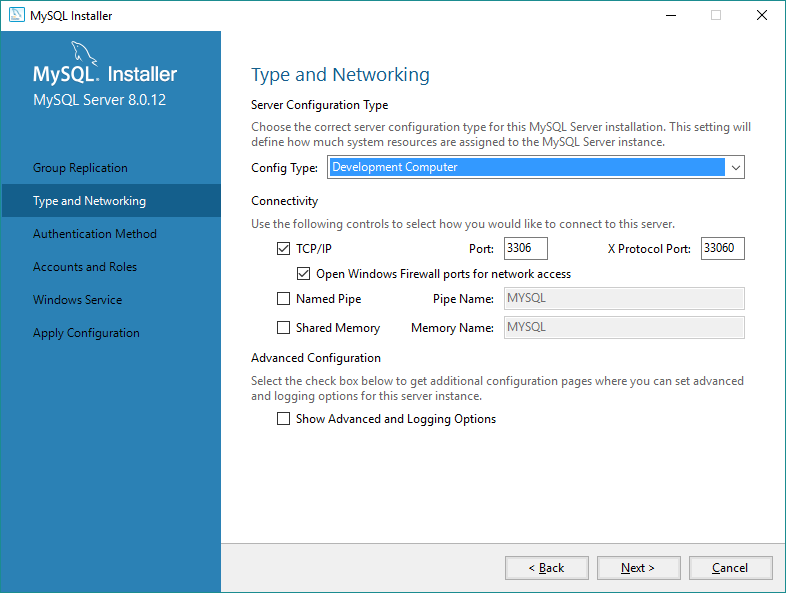 MySQL Installer
MySQL. Installer
MySQL Server 8.0.12
Group Replication
Type and Networking
Authentication Method
Accounts and Roles
Windows Service
Apply Configuration
Type and Networking
Server Configuration Type
Choose the correct server configuration type for this MySQL Server installation. This setting will
define how much system resources are assigned to the MySQL Server instance.
Config Type: Development Computer
Connectivity
Use the following controls to select how you would like to connect to this server.
TCP/IP Port: 3306 X Protocol Port: 33060
Open Windows Firewall ports for network access
Named Pipe Pipe Name: MYSQL
Shared Memory Memory Name: MYSQL
Advanced Configuration
Select the check box below to get additional configuration pages where you can set advanced
and logging options for this server instance.
Show Advanced and Logging Options
< Back Next > Cancel